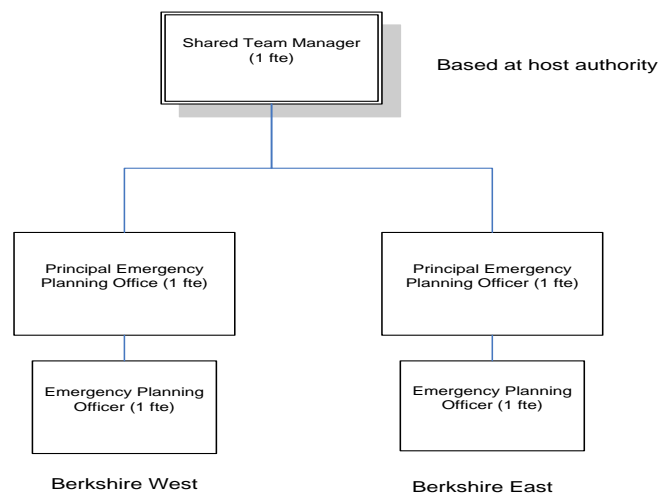 Shared Team Manager
(1 fte)
Based at host authority
Principal Emergency
Planning Office (1 fte)
Principal Emergency
Planning Officer (1 fte)
Emergency Planning
Officer (1 fte)
Emergency Planning
Officer (1 fte)
Berkshire West
Berkshire East